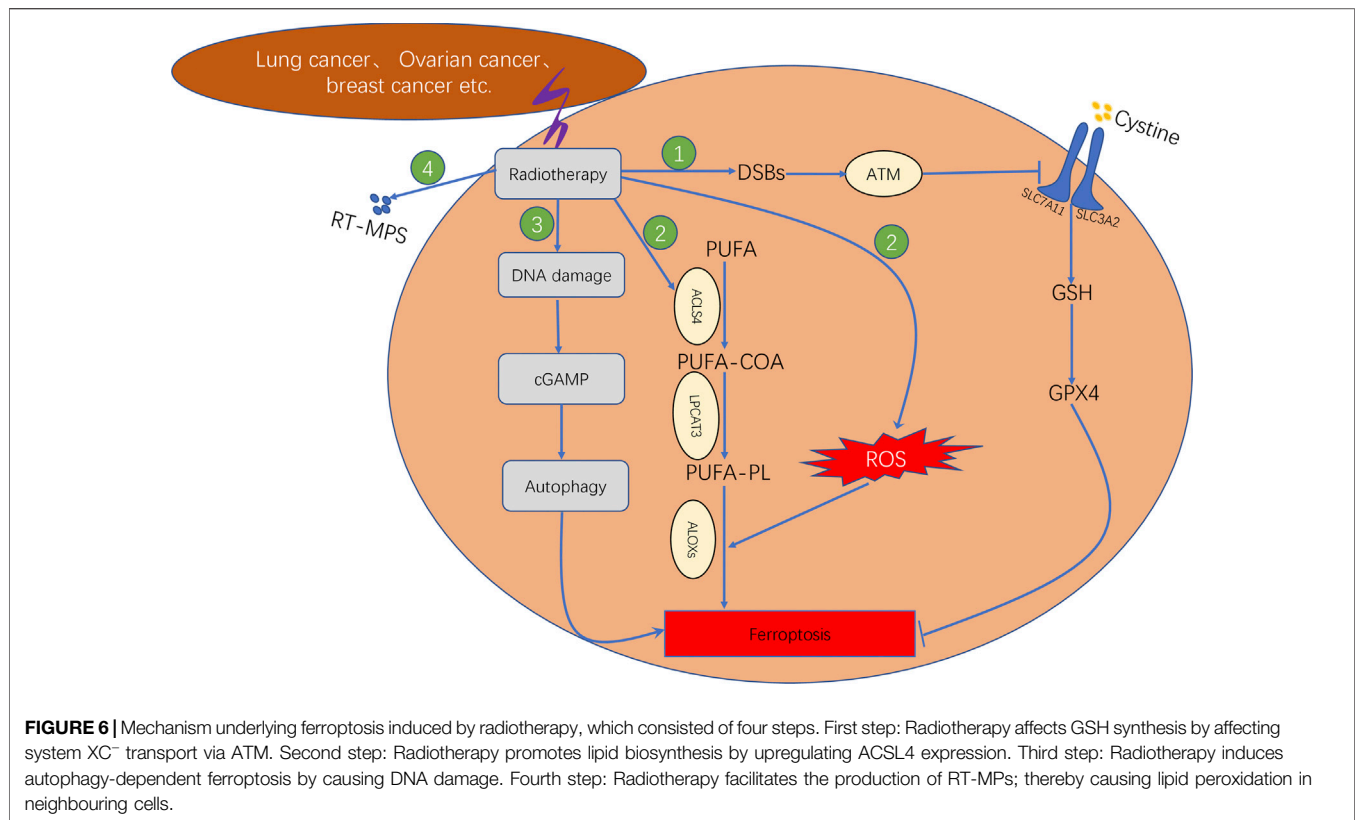 Lung cancer、 Ovarian cancer、
breast cancer etc.
Cystine
4
1
Radiotherapy
DSBs
ATM
SLC7A11
SLC3A2
RT-MPS
3
2
2
PUFA
DNA damage
ACLS4
GSH
PUFA-COA
cGAMP
LPCAT3
GPX4
ROS
PUFA-PL
Autophagy
ALOXs
Ferroptosis
FIGURE 6 | Mechanism underlying ferroptosis induced by radiotherapy, which consisted of four steps. First step: Radiotherapy affects GSH synthesis by affecting
system XC⁻ transport via ATM. Second step: Radiotherapy promotes lipid biosynthesis by upregulating ACSL4 expression. Third step: Radiotherapy induces
autophagy-dependent ferroptosis by causing DNA damage. Fourth step: Radiotherapy facilitates the production of RT-MPs; thereby causing lipid peroxidation in
neighbouring cells.